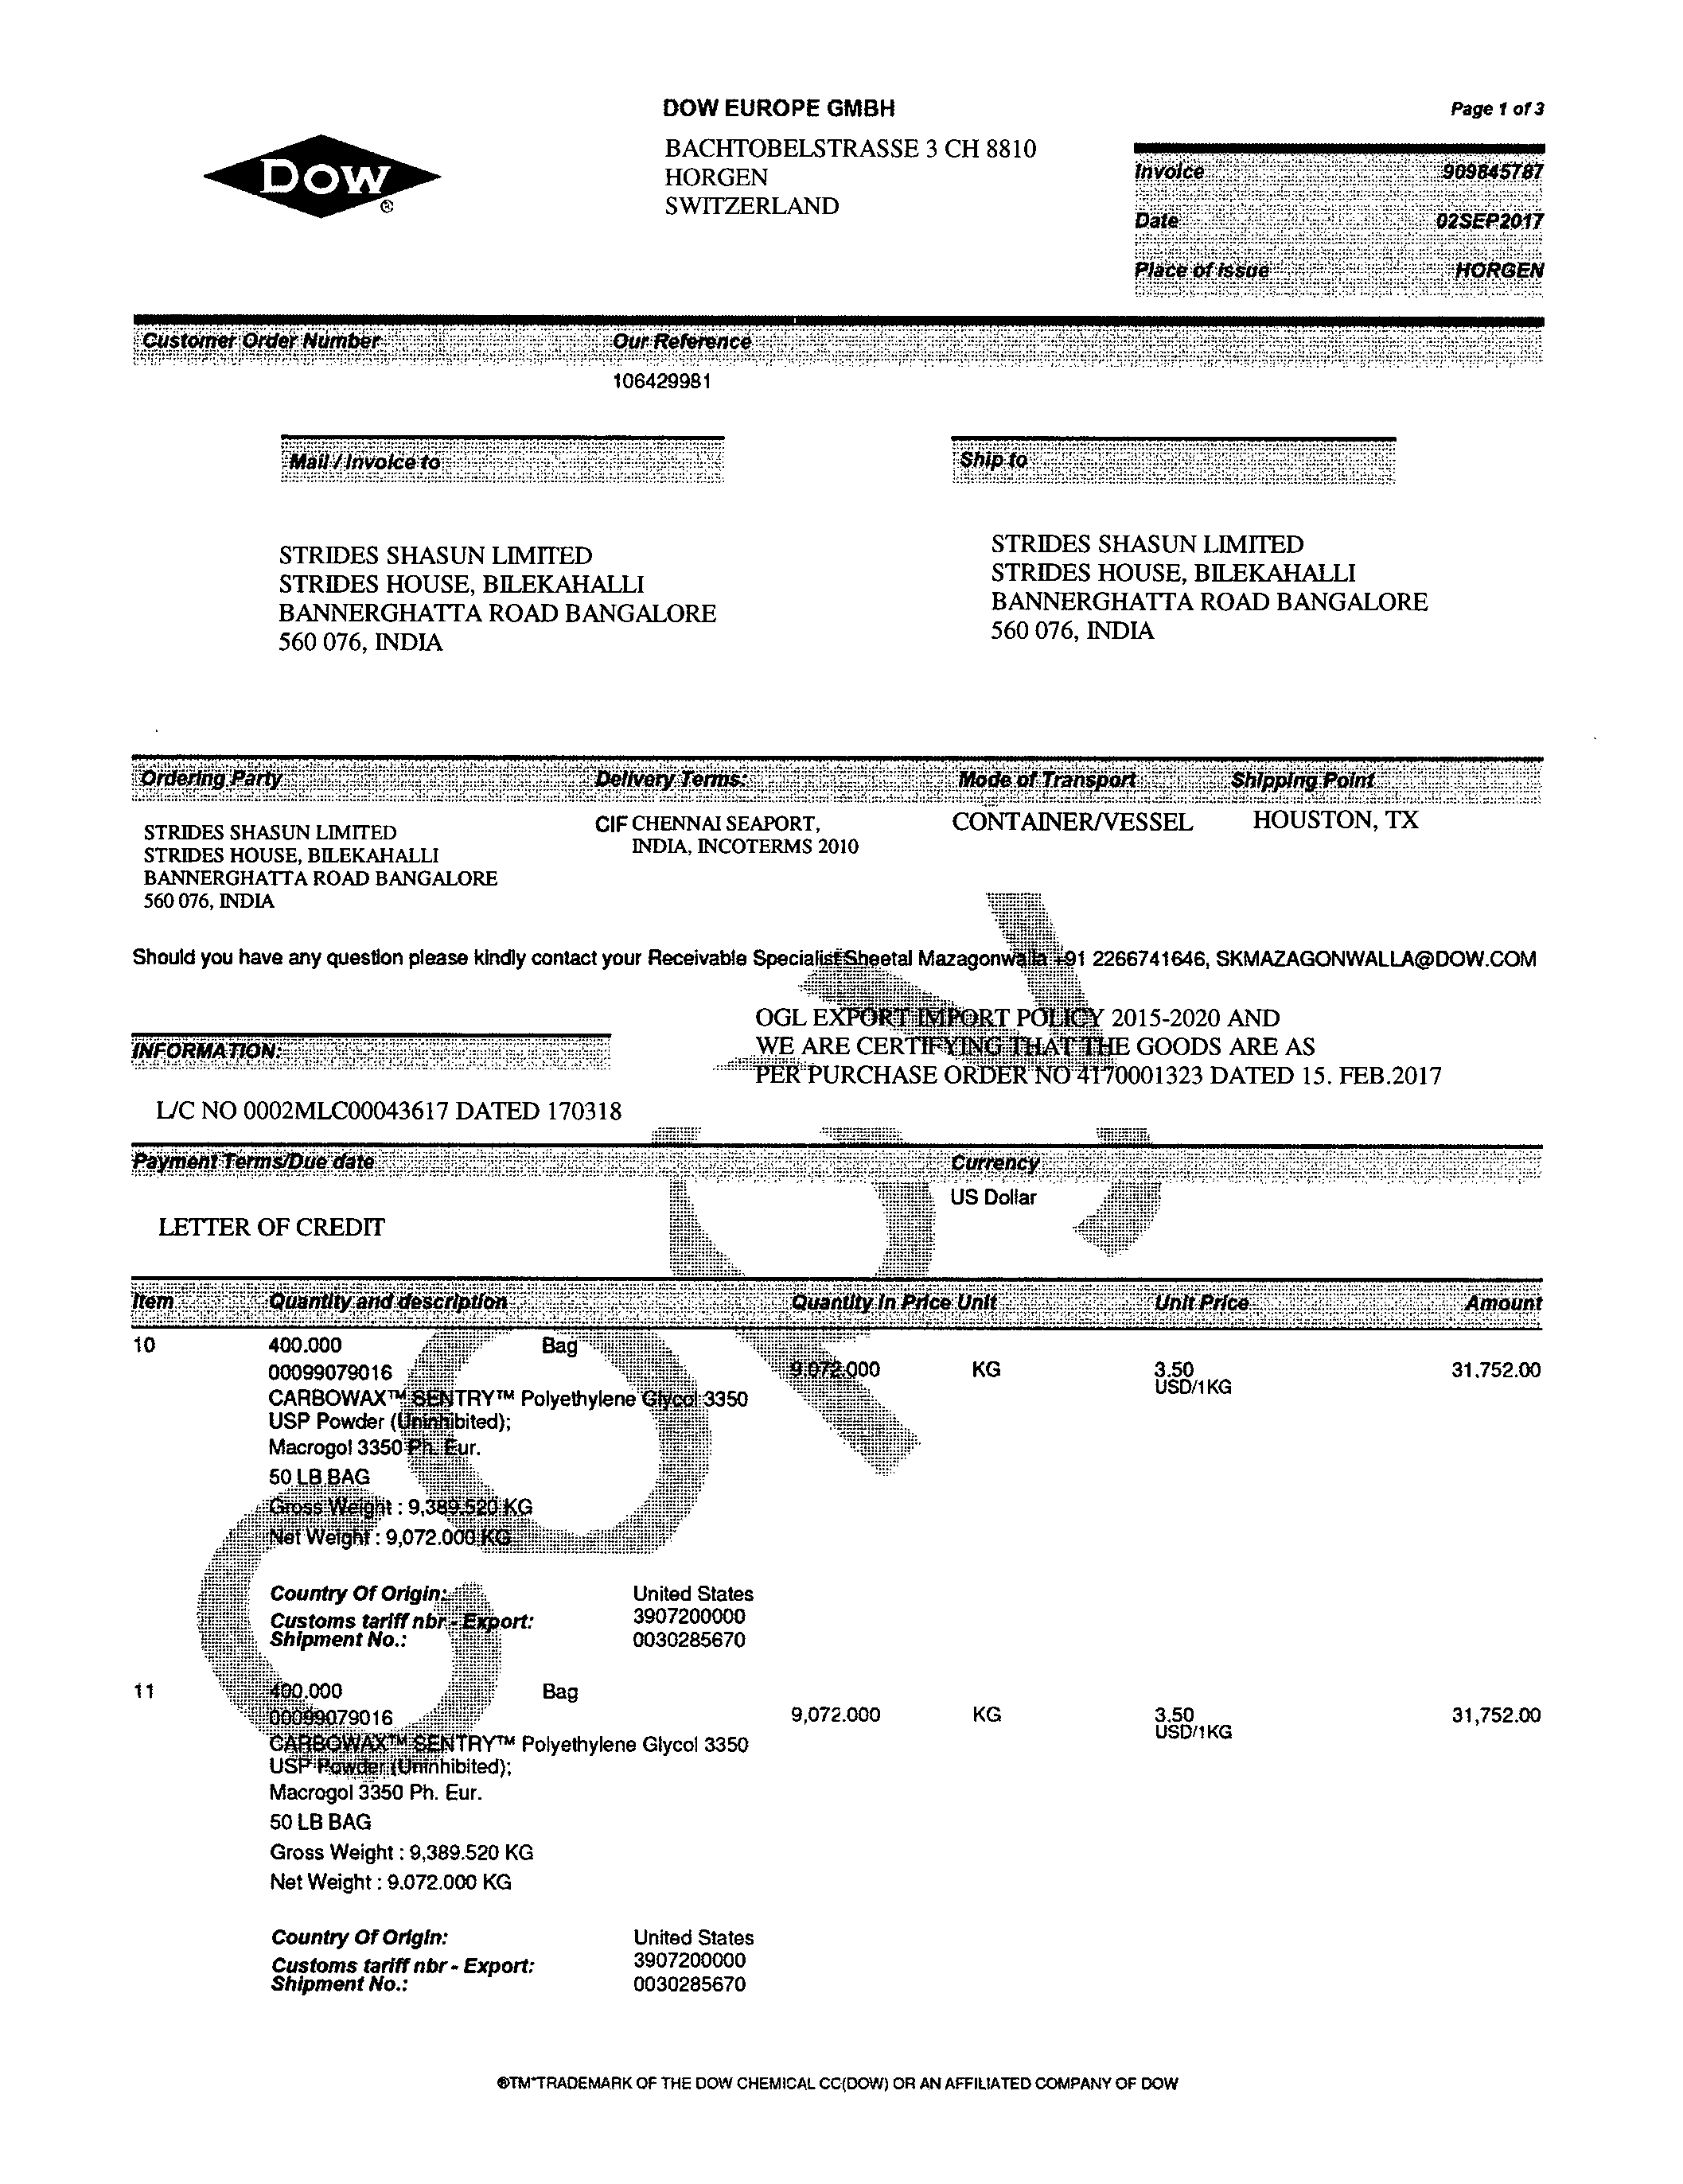 DOW EUROPE GMBH
Page 1 of 3
BACHTOBELSTRASSE 3 CH 8810
HORGEN
SWITZERLAND
DOW
®
Invoice 909845787
Date 02SEP2017
Place of issue HORGEN
Customer Order Number Our Reference
106429981
Mail / Invoice to
Ship to
STRIDES SHASUN LIMITED
STRIDES HOUSE, BILEKAHALLI
BANNERGHATTA ROAD BANGALORE
560 076, INDIA
STRIDES SHASUN LIMITED
STRIDES HOUSE, BILEKAHALLI
BANNERGHATTA ROAD BANGALORE
560 076, INDIA
Ordering Party Delivery Terms: Mode of Transport Shipping Point
STRIDES SHASUN LIMITED
STRIDES HOUSE, BILEKAHALLI
BANNERGHATTA ROAD BANGALORE
560 076, INDIA
CIF CHENNAI SEAPORT,
INDIA, INCOTERMS 2010
CONTAINER/VESSEL
HOUSTON, TX
Should you have any question please kindly contact your Receivable Specialist Sheetal Mazagonwalla +91 2266741646, SKMAZAGONWALLA@DOW.COM
OGL EXPORT IMPORT POLICY 2015-2020 AND
WE ARE CERTIFYING THAT THE GOODS ARE AS
PER PURCHASE ORDER NO 4170001323 DATED 15. FEB.2017
INFORMATION:
L/C NO 0002MLC00043617 DATED 170318
Payment Terms/Due date Currency
US Dollar
LETTER OF CREDIT
Item Quantity and description Quantity in Price Unit Unit Price Amount
10 400.000 Bag
00099079016 9.072.000 KG 3.50 31.752.00
USD/1KG
CARBOWAX™ SENTRY™ Polyethylene Glycol 3350
USP Powder (Uninhibited);
Macrogol 3350 Ph. Eur.
50 LB BAG
Gross Weight : 9,389.520 KG
Net Weight : 9,072.000 KG
Country Of Origin: United States
Customs tariff nbr - Export: 3907200000
Shipment No.: 0030285670
11 400.000 Bag
00099079016 9,072.000 KG 3.50 31,752.00
USD/1KG
CARBOWAX™ SENTRY™ Polyethylene Glycol 3350
USP Powder (Uninhibited);
Macrogol 3350 Ph. Eur.
50 LB BAG
Gross Weight : 9,389.520 KG
Net Weight : 9.072.000 KG
Country Of Origin: United States
Customs tariff nbr - Export: 3907200000
Shipment No.: 0030285670
COPY
®TM*TRADEMARK OF THE DOW CHEMICAL CC(DOW) OR AN AFFILIATED COMPANY OF DOW